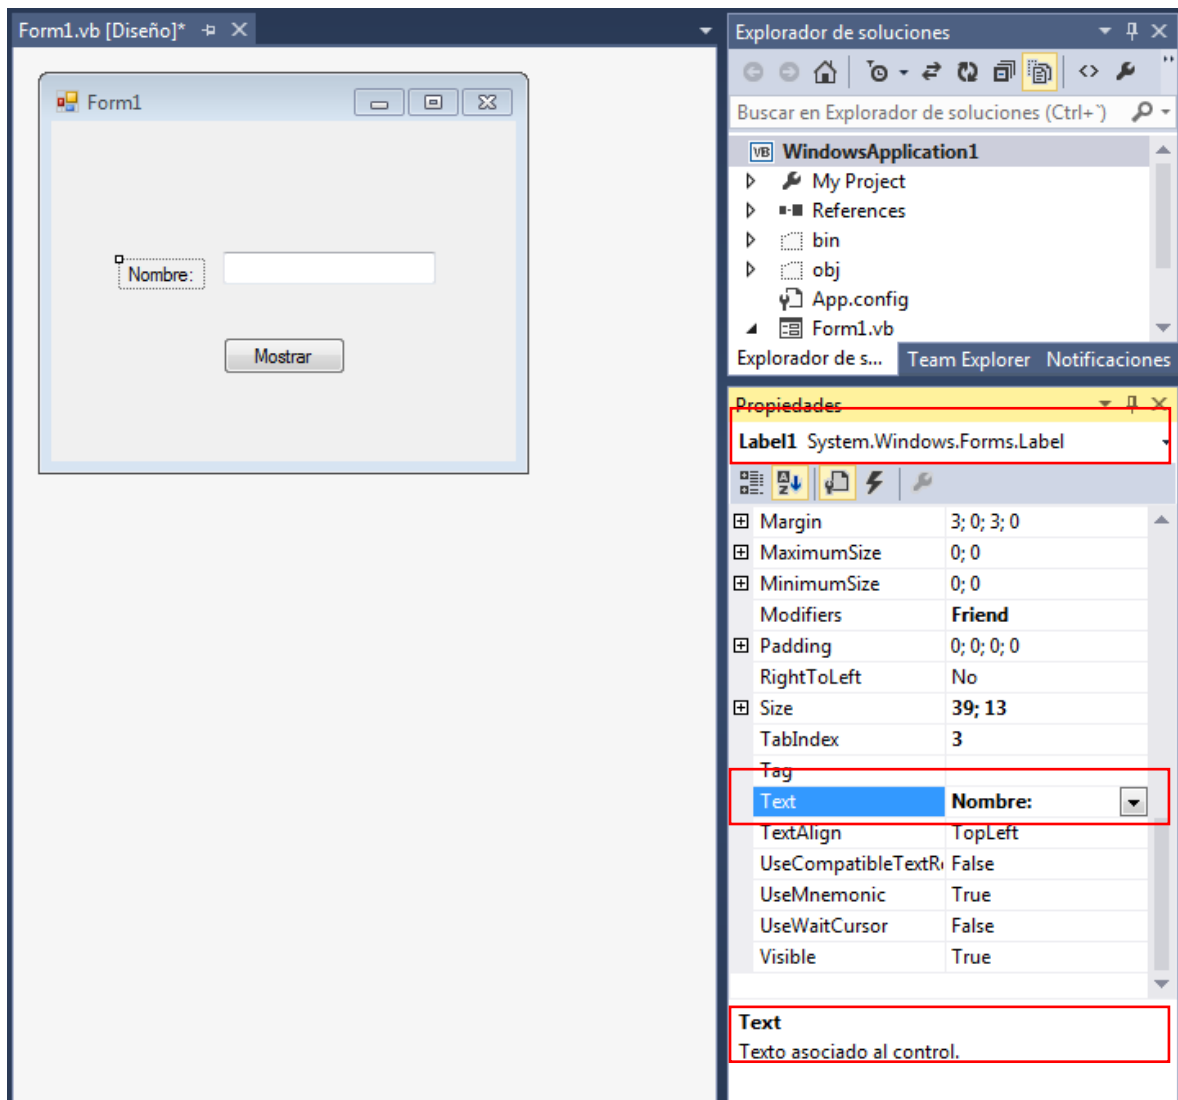 Form1.vb [Diseño]*
Form1
Nombre:
Mostrar
Explorador de soluciones
Buscar en Explorador de soluciones (Ctrl+`)
VB WindowsApplication1
My Project
References
bin
obj
App.config
Form1.vb
Explorador de s... Team Explorer Notificaciones
Propiedades
Label1 System.Windows.Forms.Label
Margin 3; 0; 3; 0
MaximumSize 0; 0
MinimumSize 0; 0
Modifiers Friend
Padding 0; 0; 0; 0
RightToLeft No
Size 39; 13
TabIndex 3
Tag
Text Nombre:
TextAlign TopLeft
UseCompatibleTextR False
UseMnemonic True
UseWaitCursor False
Visible True
Text
Texto asociado al control.